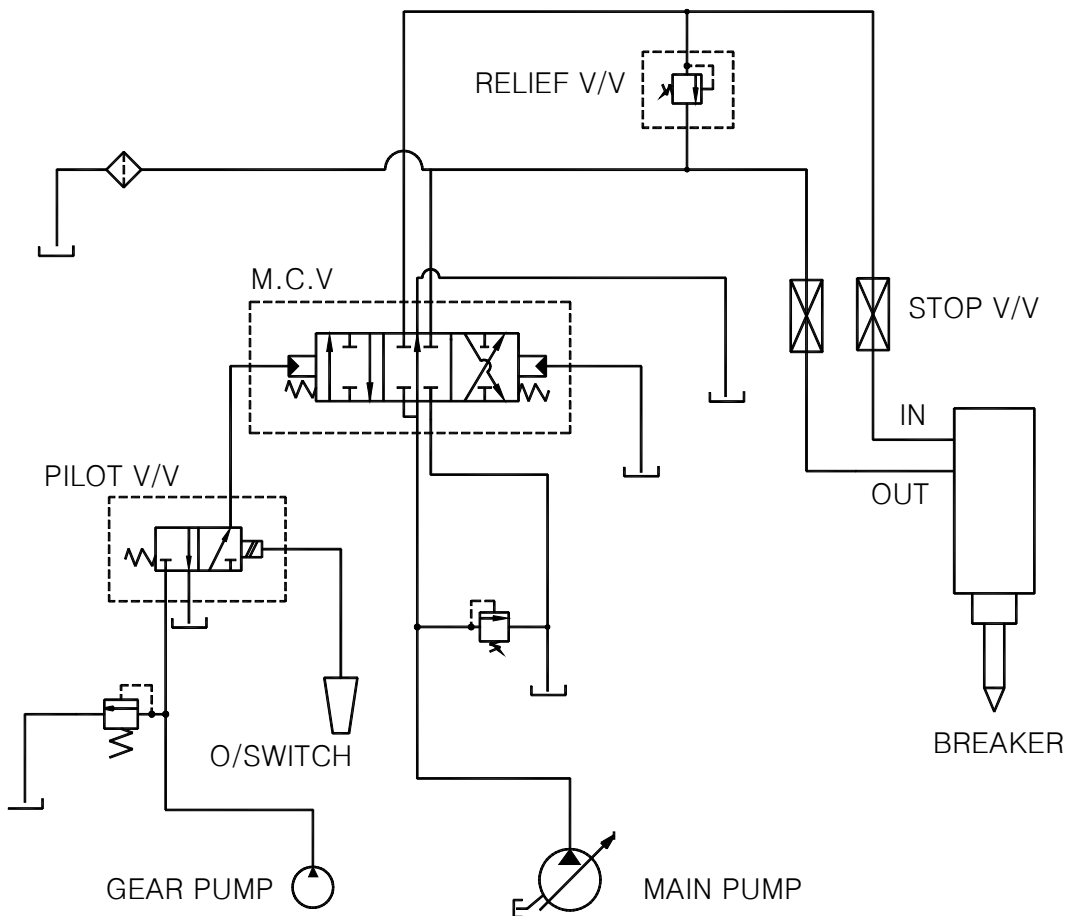 RELIEF V/V
M.C.V
STOP V/V
IN
PILOT V/V
OUT
O/SWITCH
BREAKER
GEAR PUMP
MAIN PUMP